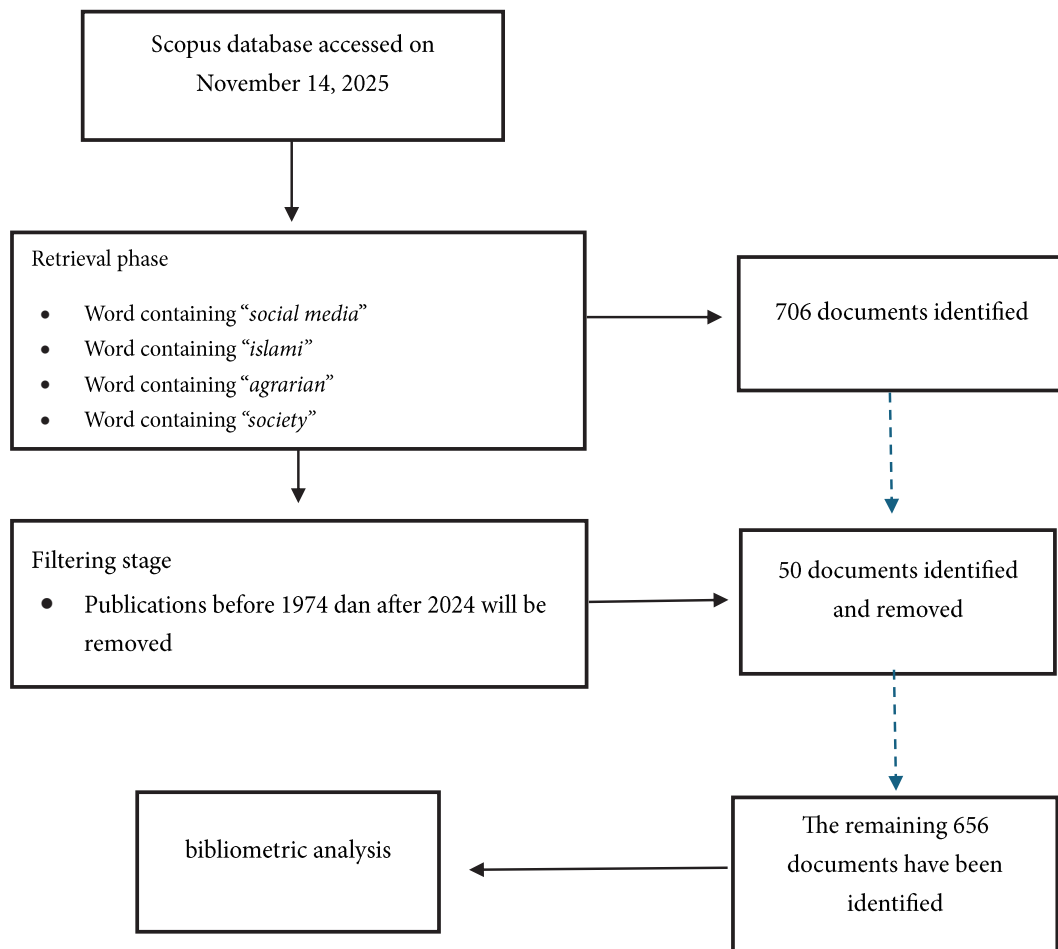 Scopus database accessed on
November 14, 2025
Retrieval phase
• Word containing “social media”
• Word containing “islami”
• Word containing “agrarian”
• Word containing “society”
706 documents identified
Filtering stage
• Publications before 1974 dan after 2024 will be
removed
50 documents identified
and removed
The remaining 656
documents have been
identified
bibliometric analysis